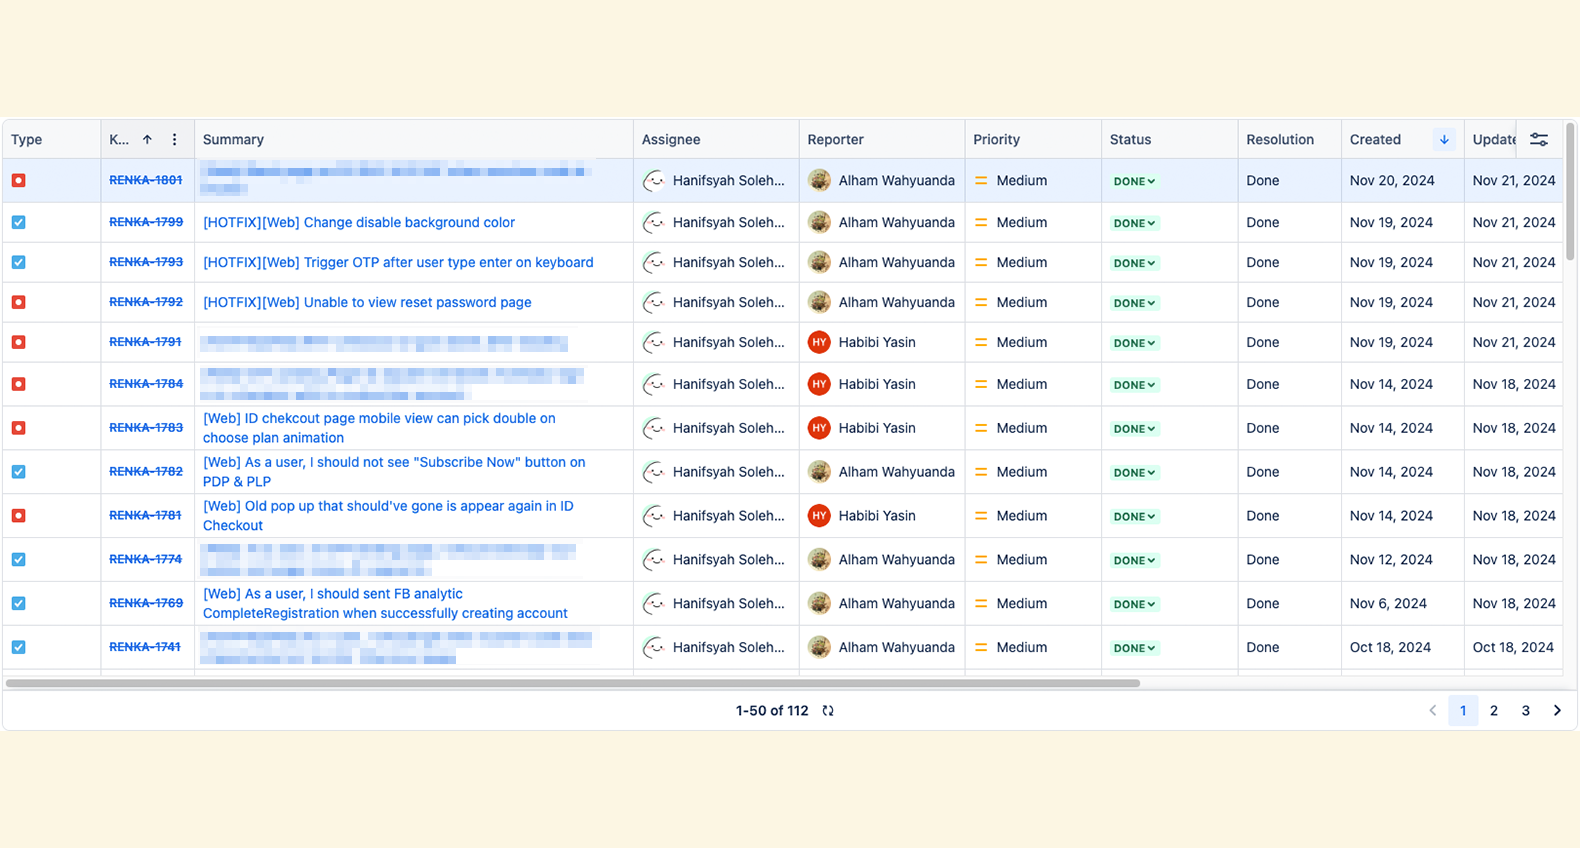 Type K... Summary Assignee Reporter Priority Status Resolution Created Update
RENKA-1801 Hanifsyah Soleh... Alham Wahyuanda Medium DONE Done Nov 20, 2024 Nov 21, 2024
RENKA-1799 [HOTFIX][Web] Change disable background color Hanifsyah Soleh... Alham Wahyuanda Medium DONE Done Nov 19, 2024 Nov 21, 2024
RENKA-1793 [HOTFIX][Web] Trigger OTP after user type enter on keyboard Hanifsyah Soleh... Alham Wahyuanda Medium DONE Done Nov 19, 2024 Nov 21, 2024
RENKA-1792 [HOTFIX][Web] Unable to view reset password page Hanifsyah Soleh... Alham Wahyuanda Medium DONE Done Nov 19, 2024 Nov 21, 2024
RENKA-1791 Hanifsyah Soleh... HY Habibi Yasin Medium DONE Done Nov 19, 2024 Nov 21, 2024
RENKA-1784 Hanifsyah Soleh... HY Habibi Yasin Medium DONE Done Nov 14, 2024 Nov 18, 2024
[Web] ID chekcout page mobile view can pick double on
RENKA-1783 choose plan animation Hanifsyah Soleh... HY Habibi Yasin Medium DONE Done Nov 14, 2024 Nov 18, 2024
[Web] As a user, I should not see "Subscribe Now" button on
RENKA-1782 PDP & PLP Hanifsyah Soleh... Alham Wahyuanda Medium DONE Done Nov 14, 2024 Nov 18, 2024
[Web] Old pop up that should've gone is appear again in ID
RENKA-1781 Checkout Hanifsyah Soleh... HY Habibi Yasin Medium DONE Done Nov 14, 2024 Nov 18, 2024
RENKA-1774 Hanifsyah Soleh... Alham Wahyuanda Medium DONE Done Nov 12, 2024 Nov 18, 2024
[Web] As a user, I should sent FB analytic
RENKA-1769 CompleteRegistration when successfully creating account Hanifsyah Soleh... Alham Wahyuanda Medium DONE Done Nov 6, 2024 Nov 18, 2024
RENKA-1741 Hanifsyah Soleh... Alham Wahyuanda Medium DONE Done Oct 18, 2024 Oct 18, 2024
1-50 of 112 1 2 3